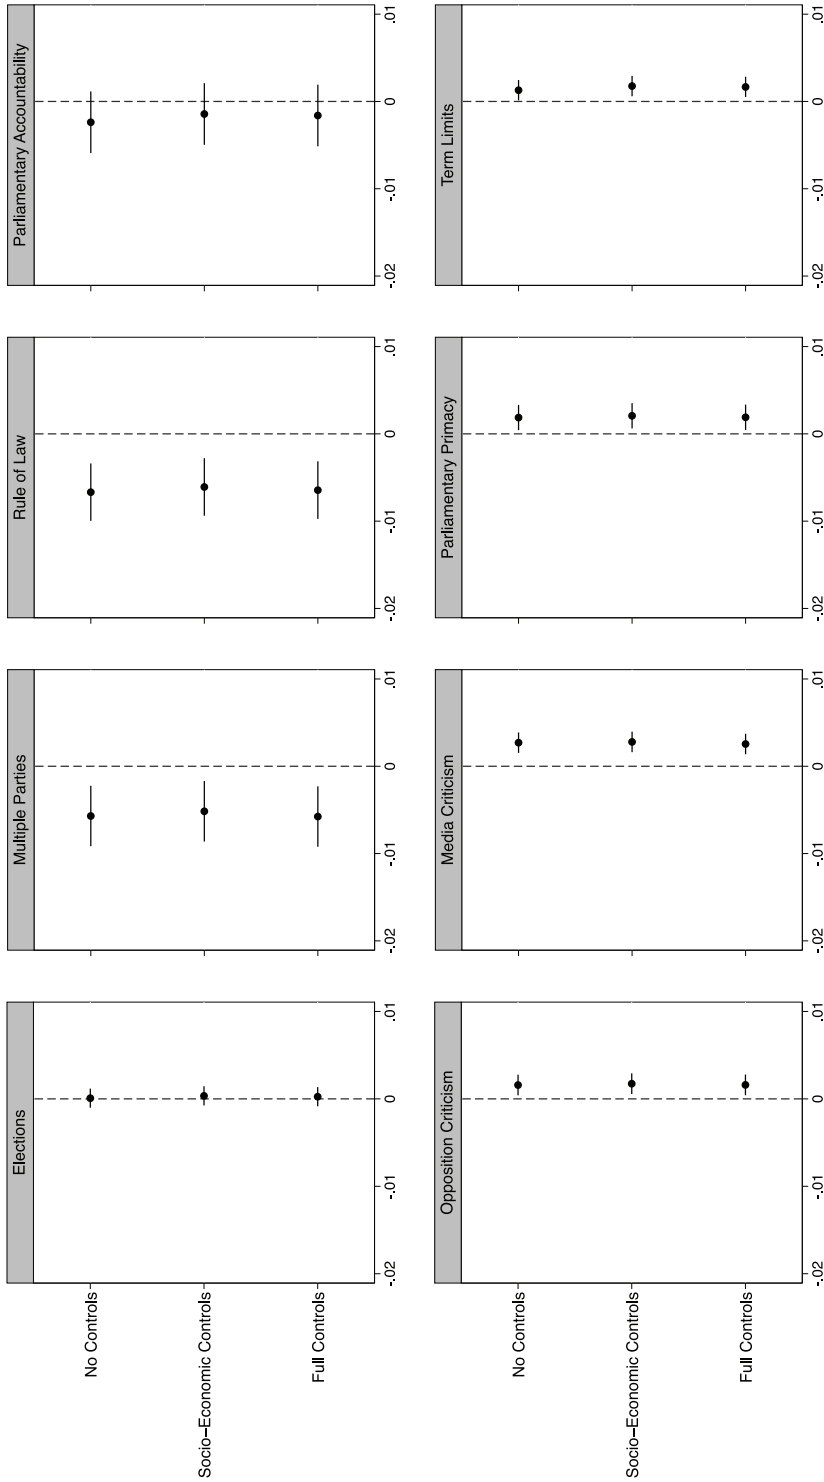 Elections
Multiple Parties
Rule of Law
Parliamentary Accountability
No Controls
Socio−Economic Controls
Full Controls
-.02 -.01 0 .01
-.02 -.01 0 .01
-.02 -.01 0 .01
-.02 -.01 0 .01
Opposition Criticism
Media Criticism
Parliamentary Primacy
Term Limits
No Controls
Socio−Economic Controls
Full Controls
-.02 -.01 0 .01
-.02 -.01 0 .01
-.02 -.01 0 .01
-.02 -.01 0 .01